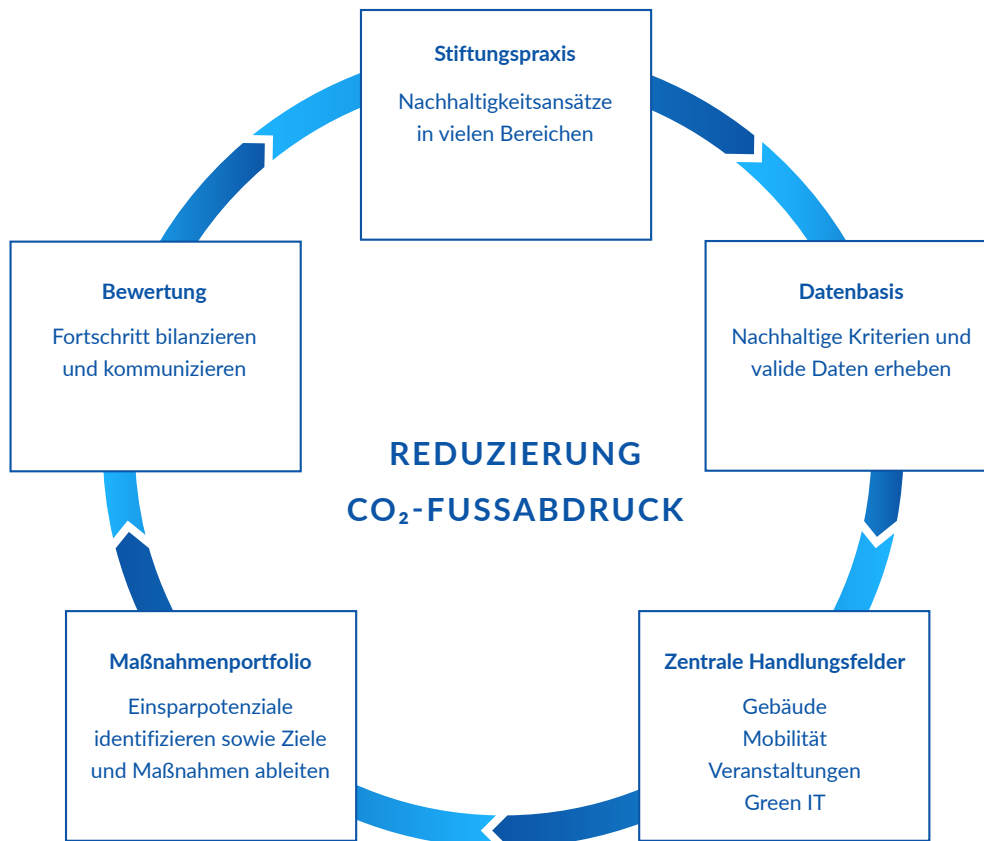 Stiftungspraxis
Nachhaltigkeitsansätze
in vielen Bereichen
Datenbasis
Nachhaltige Kriterien und
valide Daten erheben
Zentrale Handlungsfelder
Gebäude
Mobilität
Veranstaltungen
Green IT
Maßnahmenportfolio
Einsparpotenziale
identifizieren sowie Ziele
und Maßnahmen ableiten
Bewertung
Fortschritt bilanzieren
und kommunizieren
REDUZIERUNG
CO₂-FUSSABDRUCK